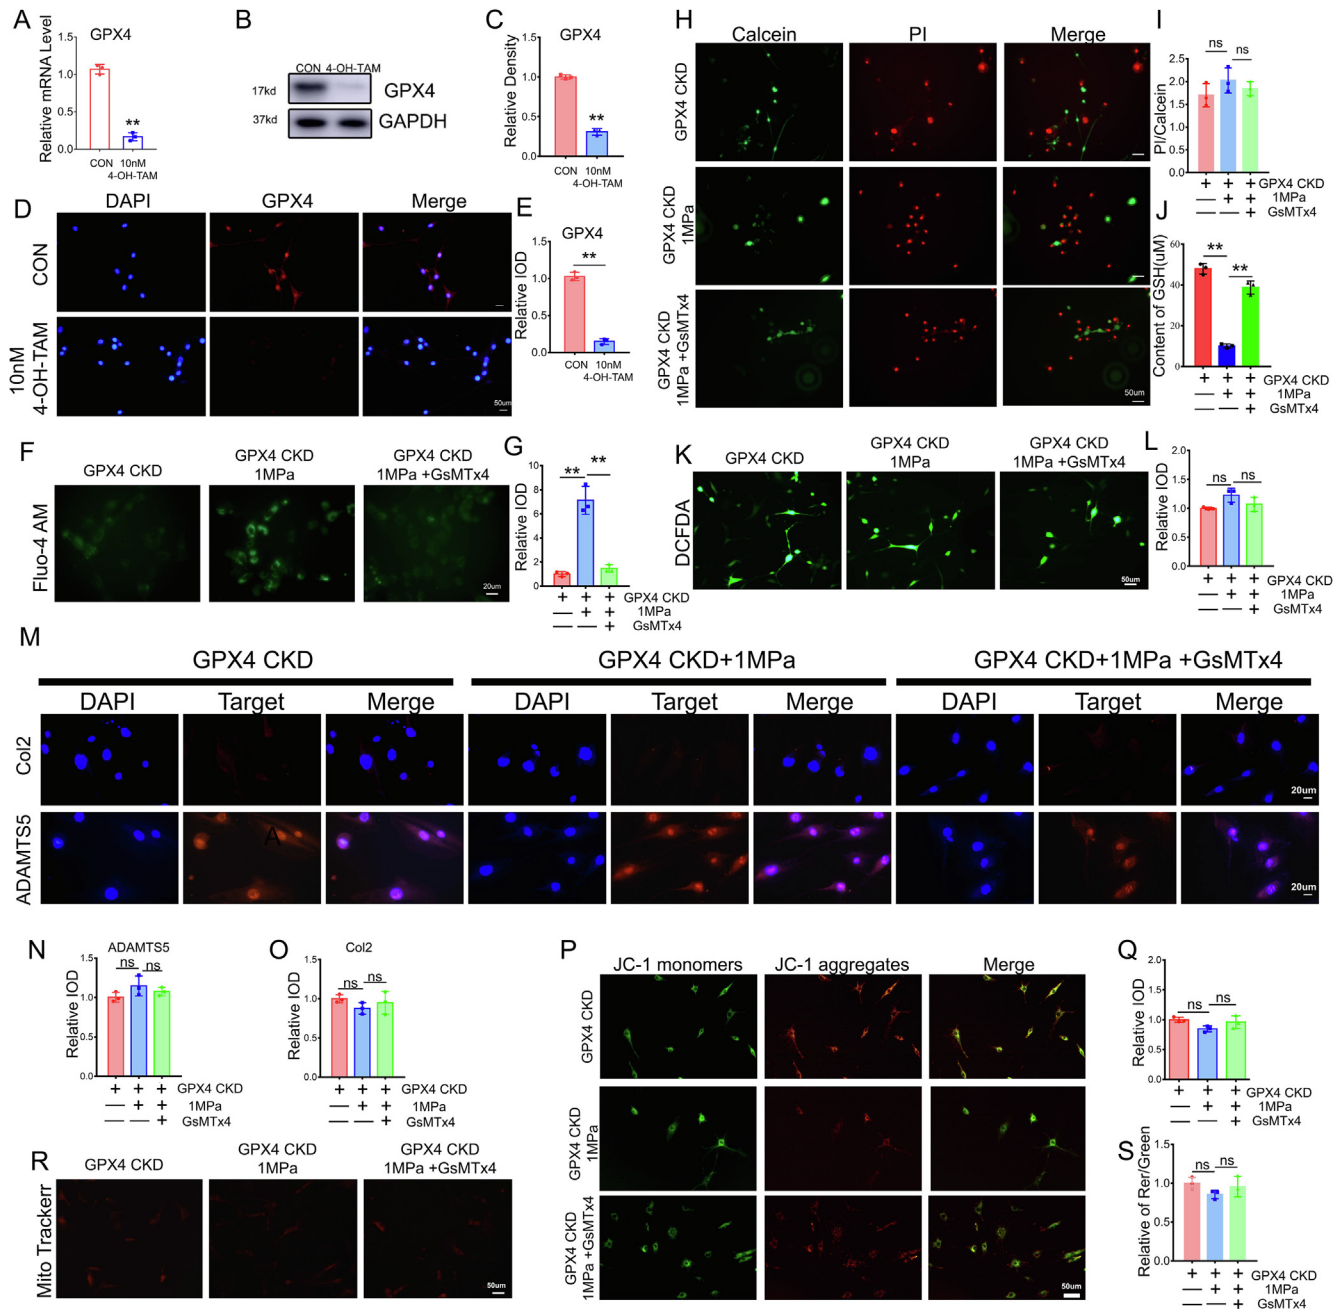 A
GPX4
Relative mRNA Level
1.5
1.0
0.5
0.0
**
CON
10nM
4-OH-TAM
B
CON 4-OH-TAM
17kd
GPX4
37kd
GAPDH
C
GPX4
Relative Density
1.5
1.0
0.5
0.0
**
CON
10nM
4-OH-TAM
D
DAPI
GPX4
Merge
CON
10nM
4-OH-TAM
50um
E
GPX4
Relative IOD
1.5
1.0
0.5
0.0
**
CON
10nM
4-OH-TAM
F
GPX4 CKD
GPX4 CKD
1MPa
GPX4 CKD
1MPa +GsMTx4
Fluo-4 AM
20um
G
Relative IOD
10
8
6
4
2
0
**
**
+ + + GPX4 CKD
— + + 1MPa
— — + GsMTx4
H
Calcein
PI
Merge
GPX4 CKD
GPX4 CKD
1MPa
GPX4 CKD
1MPa +GsMTx4
50um
I
PI/Calcein
2.5
2.0
1.5
1.0
0.5
0.0
ns
ns
+ + + GPX4 CKD
— + + 1MPa
— — + GsMTx4
J
Content of GSH(uM)
60
40
20
0
**
**
+ + + GPX4 CKD
— + + 1MPa
— — + GsMTx4
K
GPX4 CKD
GPX4 CKD
1MPa
GPX4 CKD
1MPa +GsMTx4
DCFDA
50um
L
Relative IOD
2.0
1.5
1.0
0.5
0.0
ns
ns
+ + + GPX4 CKD
— + + 1MPa
— — + GsMTx4
M
GPX4 CKD
GPX4 CKD+1MPa
GPX4 CKD+1MPa +GsMTx4
DAPI
Target
Merge
DAPI
Target
Merge
DAPI
Target
Merge
Col2
20um
ADAMTS5
A
20um
N
ADAMTS5
Relative IOD
1.5
1.0
0.5
0.0
ns
ns
+ + + GPX4 CKD
— + + 1MPa
— — + GsMTx4
O
Col2
Relative IOD
1.5
1.0
0.5
0.0
ns
ns
+ + + GPX4 CKD
— + + 1MPa
— — + GsMTx4
P
JC-1 monomers
JC-1 aggregates
Merge
GPX4 CKD
GPX4 CKD
1MPa
GPX4 CKD
1MPa +GsMTx4
50um
Q
Relative IOD
2.0
1.5
1.0
0.5
0.0
ns
ns
+ + + GPX4 CKD
— + + 1MPa
— — + GsMTx4
R
GPX4 CKD
GPX4 CKD
1MPa
GPX4 CKD
1MPa +GsMTx4
Mito Trackerr
50um
S
Relative of Rer/Green
1.5
1.0
0.5
0.0
ns
ns
+ + + GPX4 CKD
— + + 1MPa
— — + GsMTx4